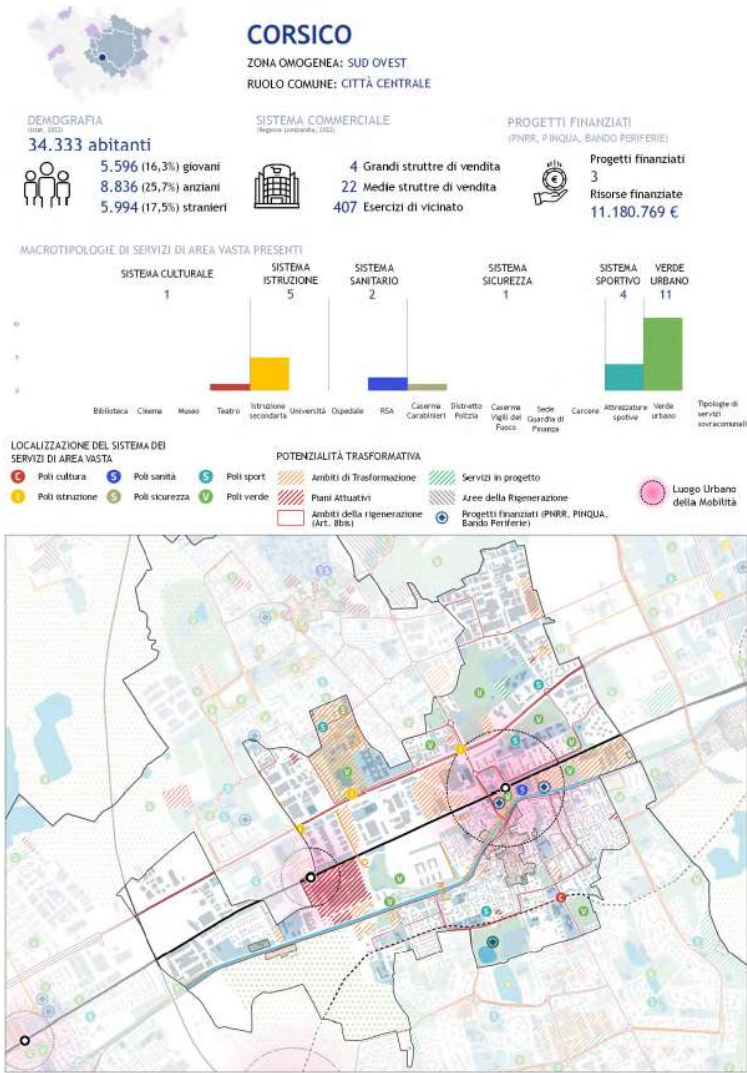 CORSICO
ZONA OMOGENEA: SUD OVEST
RUOLO COMUNE: CITTÀ CENTRALE
DEMOGRAFIA
(Istat, 2022)
34.333 abitanti
5.596 (16,3%) giovani
8.836 (25,7%) anziani
5.994 (17,5%) stranieri
SISTEMA COMMERCIALE
(Regione Lombardia, 2022)
4 Grandi struttre di vendita
22 Medie struttre di vendita
407 Esercizi di vicinato
PROGETTI FINANZIATI
(PNRR, PINQUA, BANDO PERIFERIE)
Progetti finanziati
3
Risorse finanziate
11.180.769 €
MACROTIPOLOGIE DI SERVIZI DI AREA VASTA PRESENTI
SISTEMA CULTURALE
1
SISTEMA ISTRUZIONE
5
SISTEMA SANITARIO
2
SISTEMA SICUREZZA
1
SISTEMA SPORTIVO
4
VERDE URBANO
11
10
5
0
Biblioteca
Cinema
Museo
Teatro
Istruzione secondarla
Università
Ospedale
RSA
Caserma Carabinieri
Distretto Polizia
Caserma Vigili del Fuoco
Sede Guardia di Finanza
Carcere
Attrezzature spotive
Verde urbano
Tipologie di servizi sovracomunali
LOCALIZZAZIONE DEL SISTEMA DEI
SERVIZI DI AREA VASTA
C Poli cultura
S Poli sanità
S Poli sport
I Poli istruzione
S Poli sicurezza
V Poli verde
POTENZIALITÀ TRASFORMATIVA
Ambiti di Trasformazione
Servizi in progetto
Piani Attuativi
Aree della Rigenerazione
Ambiti della rigenerazione
(Art. 8bis)
Progetti finanziati (PNRR, PINQUA,
Bando Periferie)
Luogo Urbano
della Mobilità